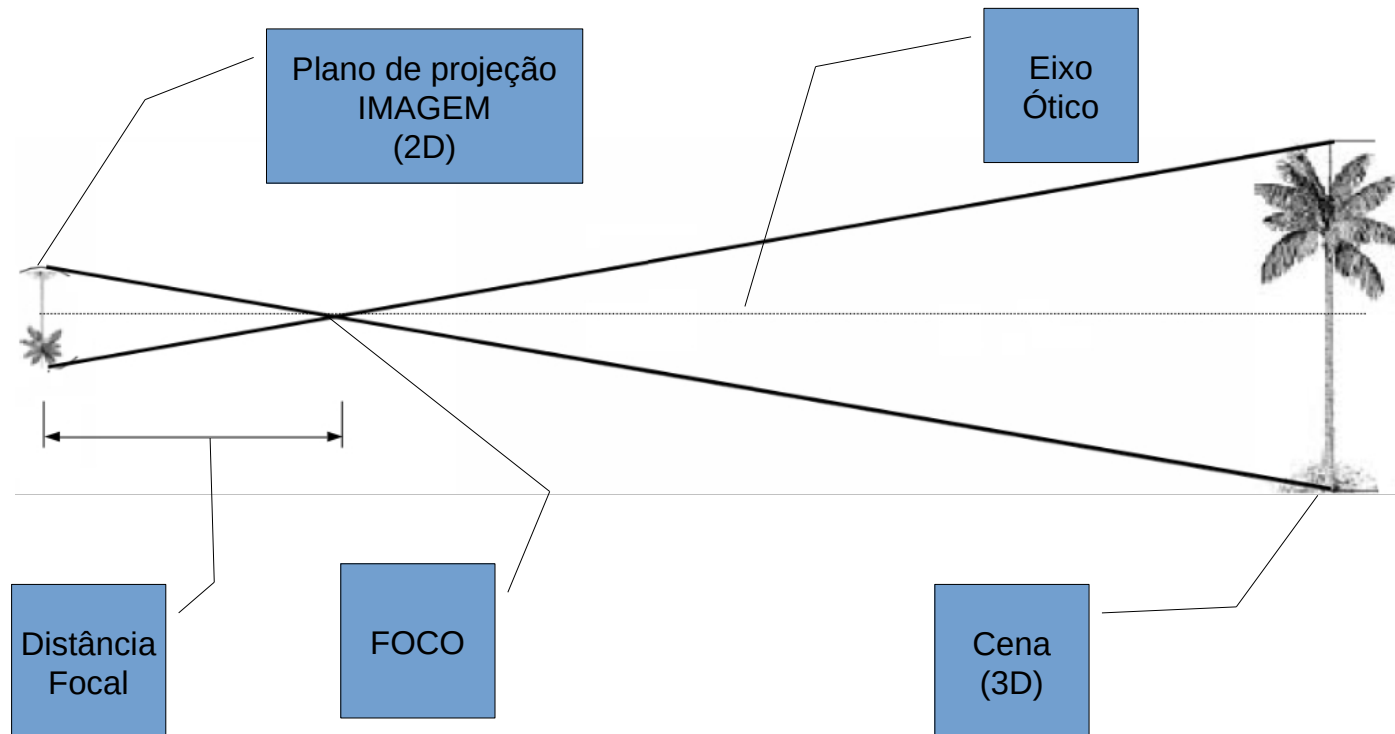 Plano de projeção
IMAGEM
(2D)
Eixo
Ótico
Distância
Focal
FOCO
Cena
(3D)